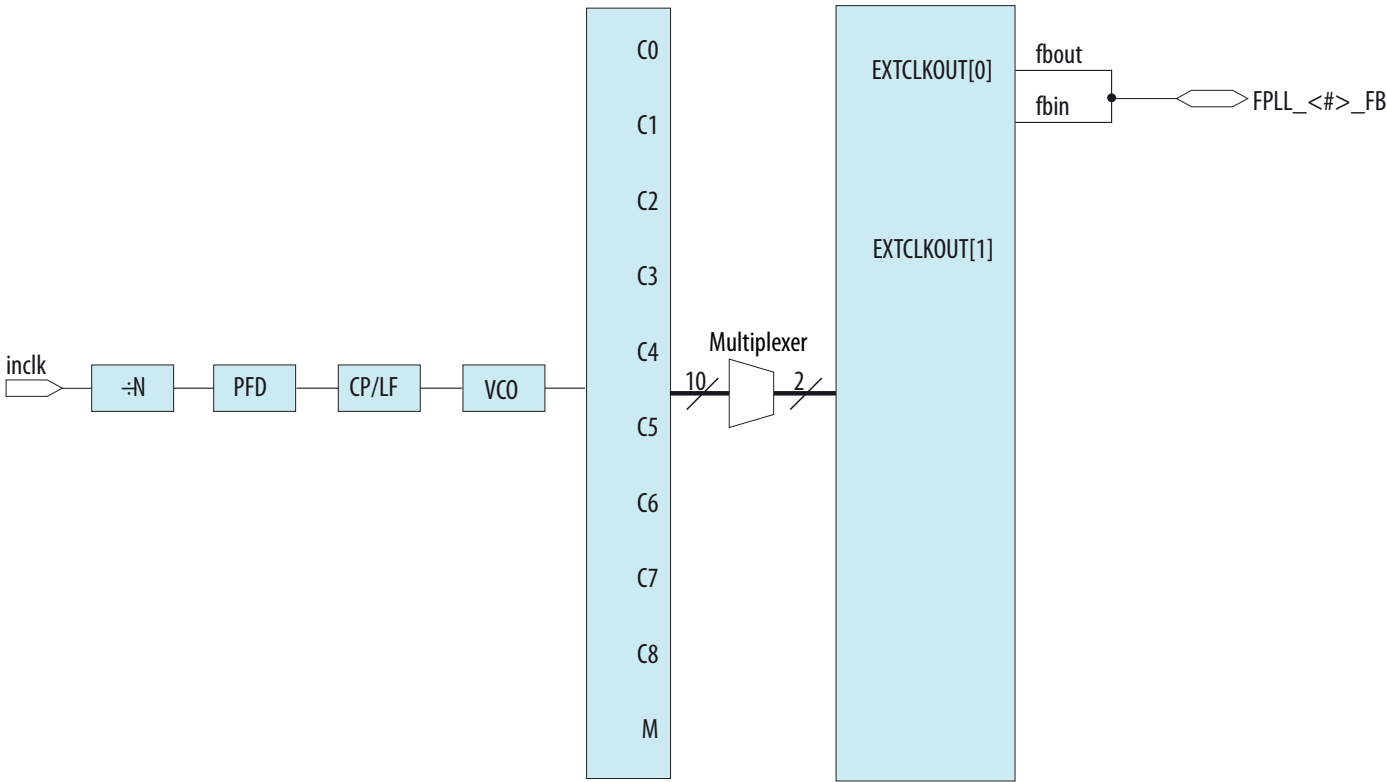 inclk
÷N
PFD
CP/LF
VCO
C0
C1
C2
C3
C4
C5
C6
C7
C8
M
Multiplexer
10
2
EXTCLKOUT[0]
EXTCLKOUT[1]
fbout
fbin
FPLL_<#>_FB